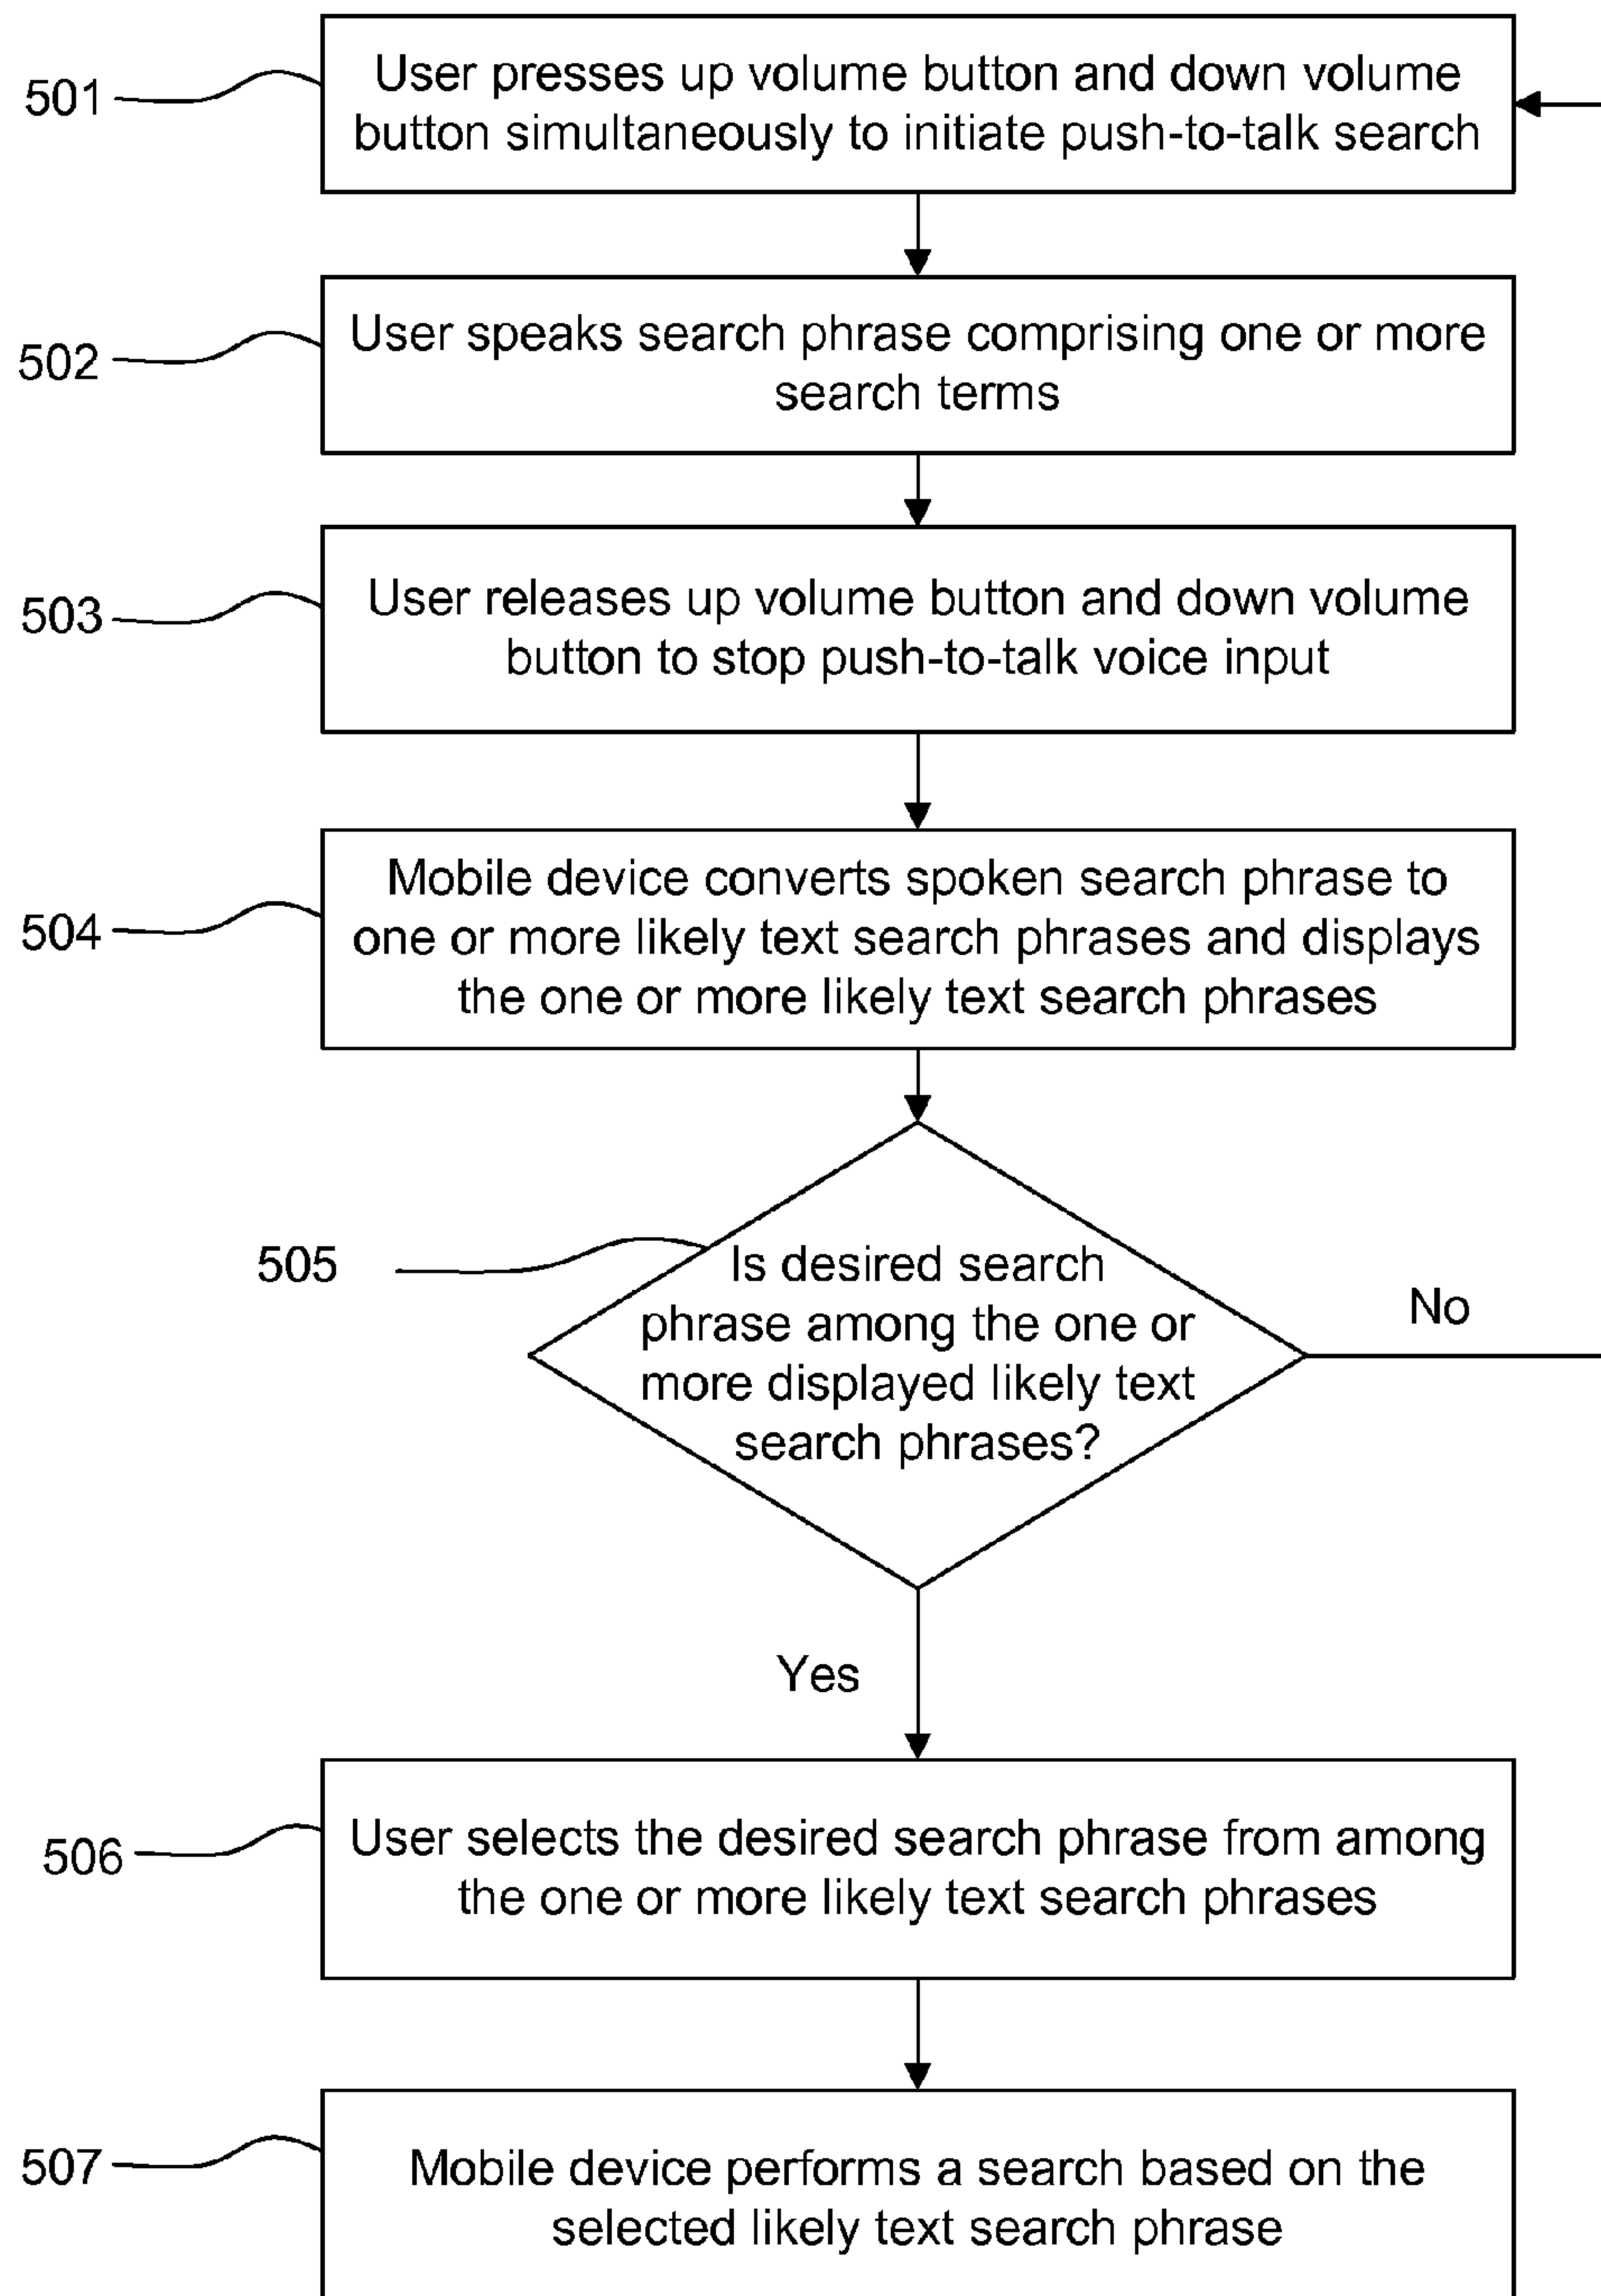 501
User presses up volume button and down volume
button simultaneously to initiate push-to-talk search
502
User speaks search phrase comprising one or more
search terms
503
User releases up volume button and down volume
button to stop push-to-talk voice input
504
Mobile device converts spoken search phrase to
one or more likely text search phrases and displays
the one or more likely text search phrases
505
Is desired search
phrase among the one or
more displayed likely text
search phrases?
No
Yes
506
User selects the desired search phrase from among
the one or more likely text search phrases
507
Mobile device performs a search based on the
selected likely text search phrase